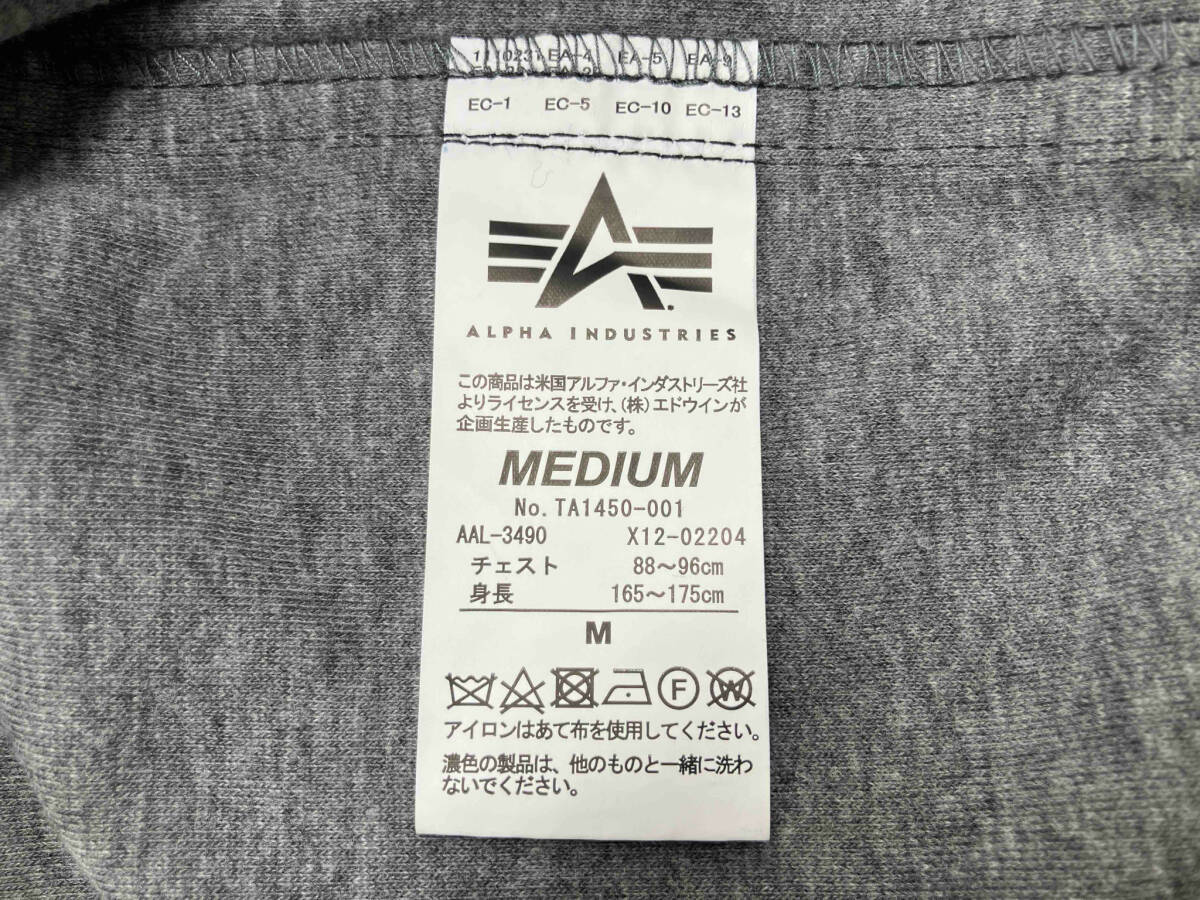 EA-4 EA-5 EA-9
EC-1 EC-5 EC-10 EC-13
ALPHA INDUSTRIES
この商品は米国アルファ・インダストリーズ社
よりライセンスを受け、(株)エドウインが
企画生産したものです。
MEDIUM
No. TA1450-001
AAL-3490 X12-02204
チェスト 88～96cm
身長 165～175cm
M
F W
アイロンはあて布を使用してください。
濃色の製品は、他のものと一緒に洗わ
ないでください。